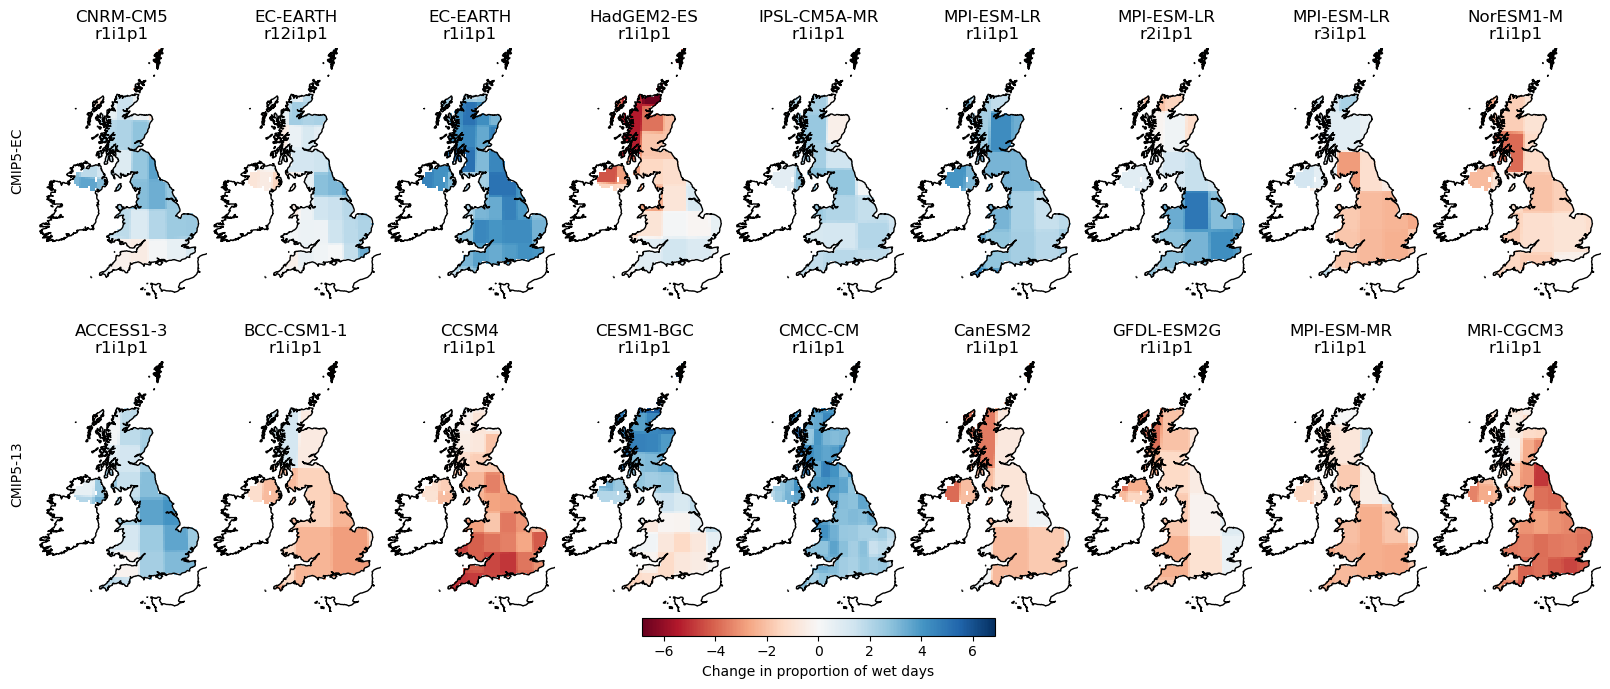 CNRM-CM5
r1i1p1
EC-EARTH
r12i1p1
EC-EARTH
r1i1p1
HadGEM2-ES
r1i1p1
IPSL-CM5A-MR
r1i1p1
MPI-ESM-LR
r1i1p1
MPI-ESM-LR
r2i1p1
MPI-ESM-LR
r3i1p1
NorESM1-M
r1i1p1
CMIP5-EC
ACCESS1-3
r1i1p1
BCC-CSM1-1
r1i1p1
CCSM4
r1i1p1
CESM1-BGC
r1i1p1
CMCC-CM
r1i1p1
CanESM2
r1i1p1
GFDL-ESM2G
r1i1p1
MPI-ESM-MR
r1i1p1
MRI-CGCM3
r1i1p1
CMIP5-13
−6 −4 −2 0 2 4 6
Change in proportion of wet days